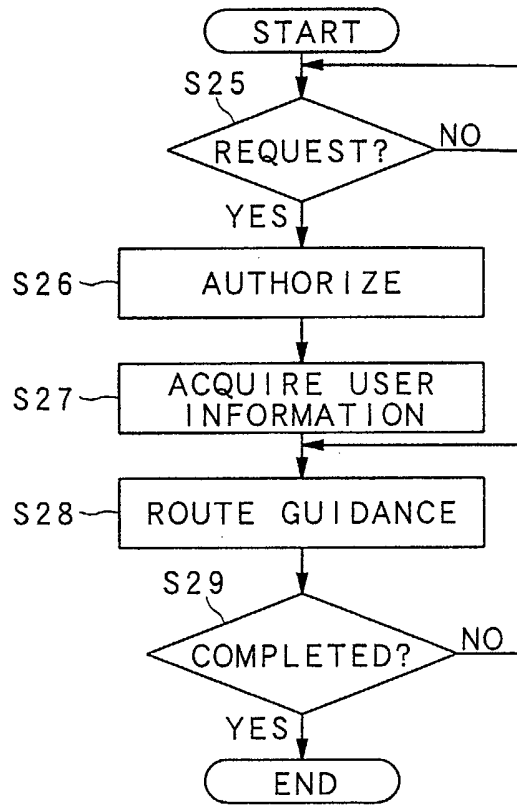 START
S25
REQUEST?
NO
YES
S26
AUTHORIZE
S27
ACQUIRE USER
INFORMATION
S28
ROUTE GUIDANCE
S29
COMPLETED?
NO
YES
END